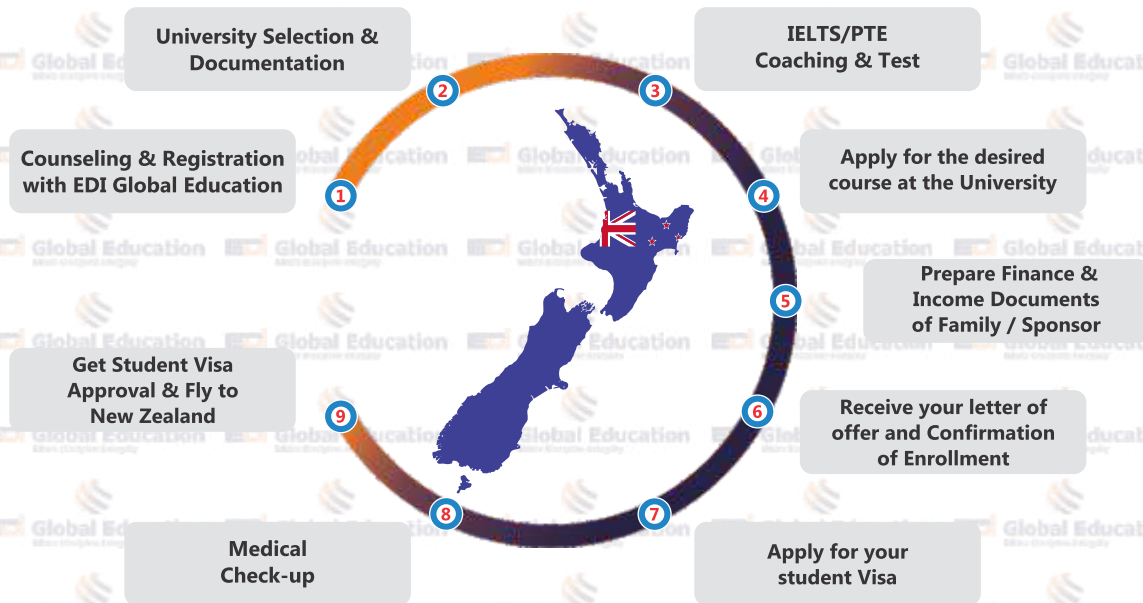 1
Counseling & Registration
with EDI Global Education
2
University Selection &
Documentation
3
IELTS/PTE
Coaching & Test
4
Apply for the desired
course at the University
5
Prepare Finance &
Income Documents
of Family / Sponsor
6
Receive your letter of
offer and Confirmation
of Enrollment
7
Apply for your
student Visa
8
Medical
Check-up
9
Get Student Visa
Approval & Fly to
New Zealand
Global Education